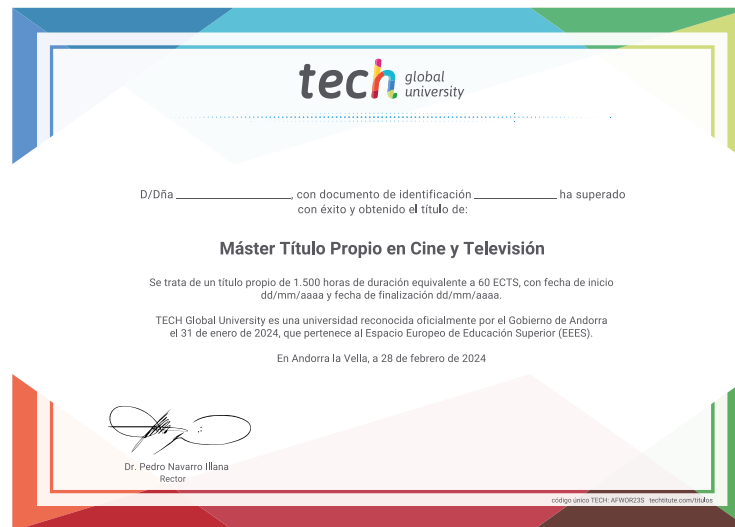 tech global
university
D/Dña ____________________, con documento de identificación ______________ ha superado
con éxito y obtenido el título de:
Máster Título Propio en Cine y Televisión
Se trata de un título propio de 1.500 horas de duración equivalente a 60 ECTS, con fecha de inicio
dd/mm/aaaa y fecha de finalización dd/mm/aaaa.
TECH Global University es una universidad reconocida oficialmente por el Gobierno de Andorra
el 31 de enero de 2024, que pertenece al Espacio Europeo de Educación Superior (EEES).
En Andorra la Vella, a 28 de febrero de 2024
Dr. Pedro Navarro Illana
Rector
código único TECH: AFWOR23S techtitute.com/titulos